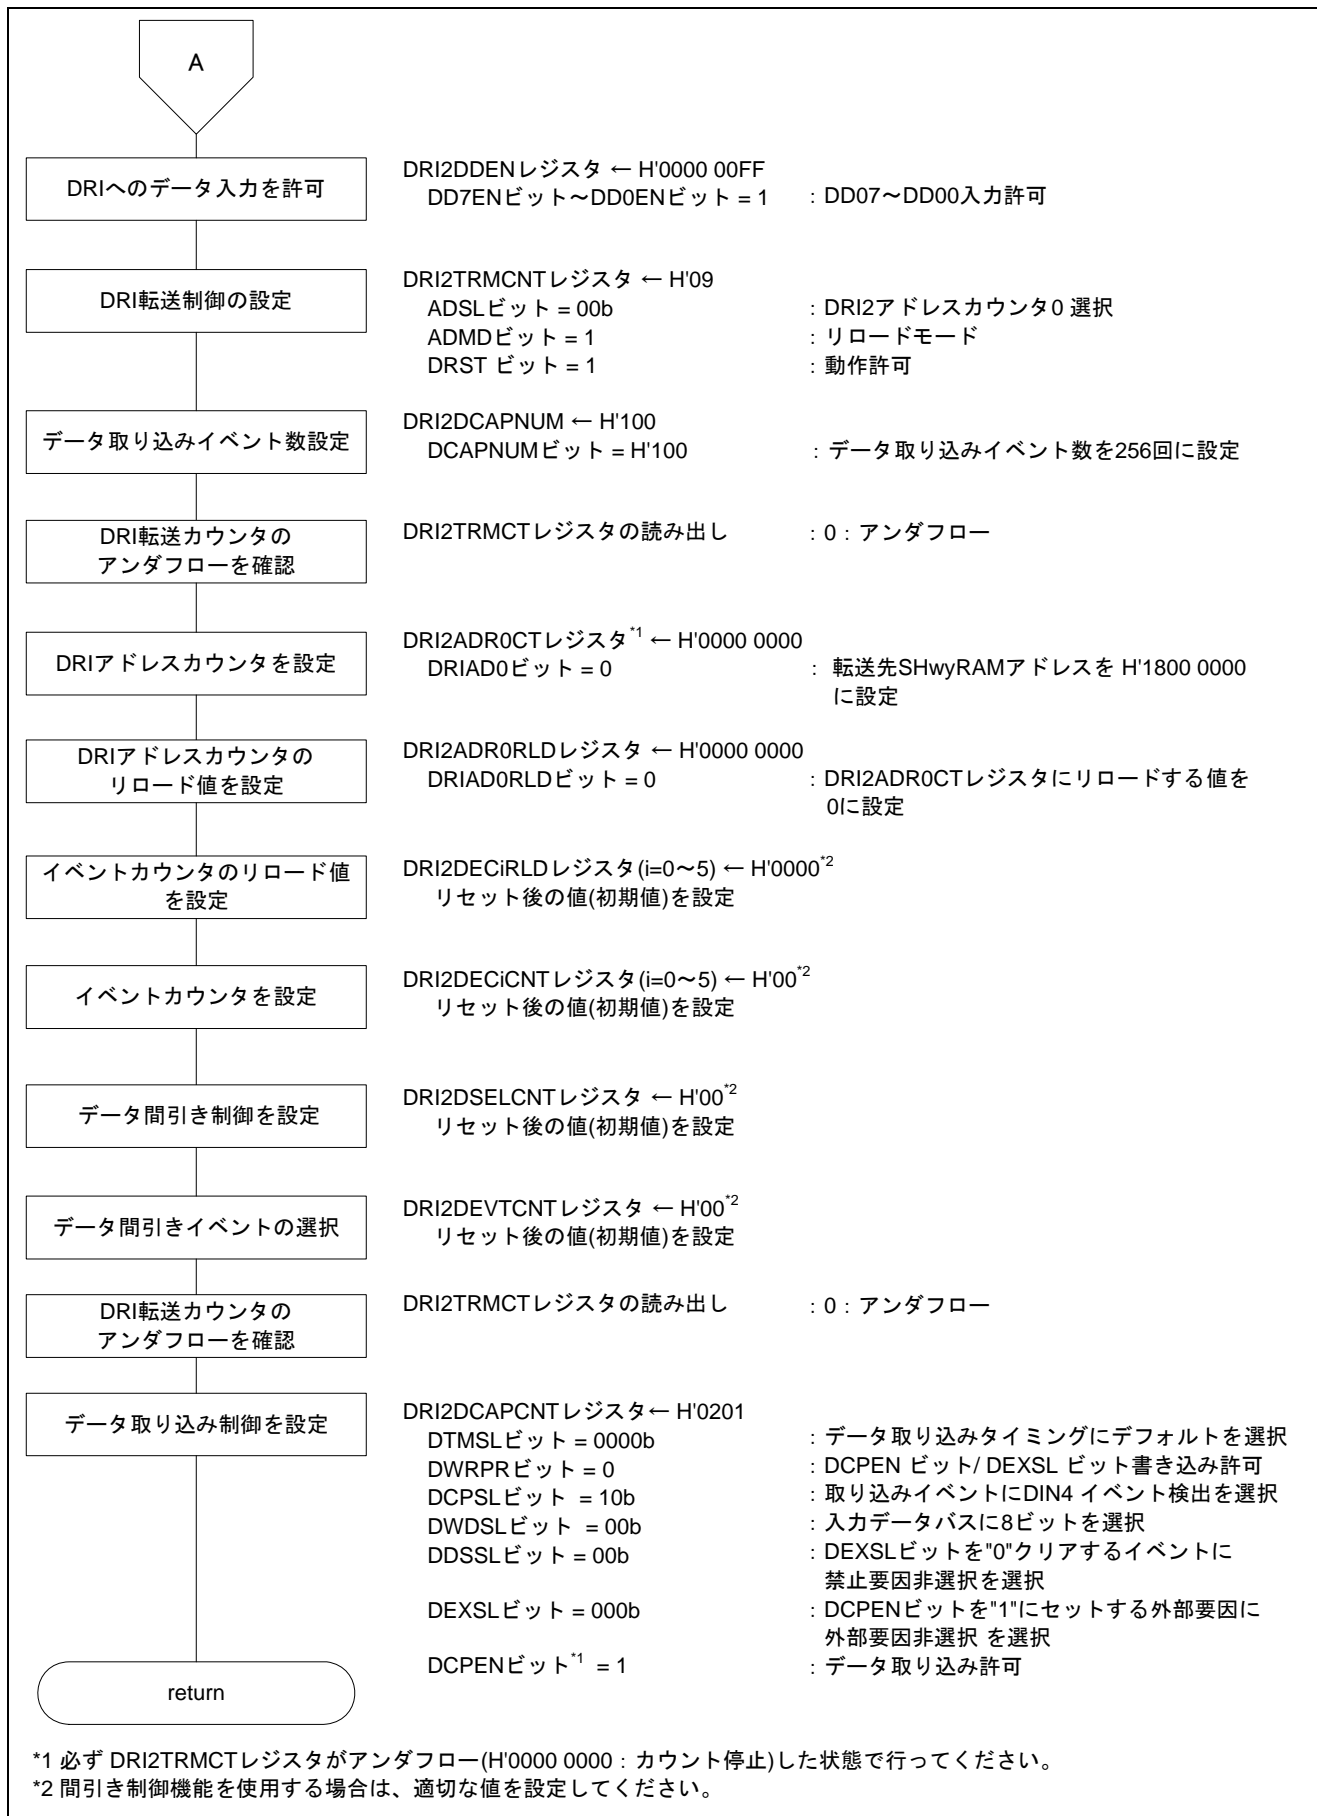 A
DRIへのデータ入力を許可
DRI2DDENレジスタ ← H'0000 00FF
DD7ENビット～DD0ENビット = 1 : DD07～DD00入力許可
DRI転送制御の設定
DRI2TRMCNTレジスタ ← H'09
ADSLビット = 00b : DRI2アドレスカウンタ0 選択
ADMDビット = 1 : リロードモード
DRST ビット = 1 : 動作許可
データ取り込みイベント数設定
DRI2DCAPNUM ← H'100
DCAPNUMビット = H'100 : データ取り込みイベント数を256回に設定
DRI転送カウンタの
アンダフローを確認
DRI2TRMCTレジスタの読み出し : 0 : アンダフロー
DRIアドレスカウンタを設定
DRI2ADR0CTレジスタ*1 ← H'0000 0000
DRIAD0ビット = 0 : 転送先SHwyRAMアドレスを H'1800 0000
に設定
DRIアドレスカウンタの
リロード値を設定
DRI2ADR0RLDレジスタ ← H'0000 0000
DRIAD0RLDビット = 0 : DRI2ADR0CTレジスタにリロードする値を
0に設定
イベントカウンタのリロード値
を設定
DRI2DECiRLDレジスタ(i=0～5) ← H'0000*2
リセット後の値(初期値)を設定
イベントカウンタを設定
DRI2DECiCNTレジスタ(i=0～5) ← H'00*2
リセット後の値(初期値)を設定
データ間引き制御を設定
DRI2DSELCNTレジスタ ← H'00*2
リセット後の値(初期値)を設定
データ間引きイベントの選択
DRI2DEVTCNTレジスタ ← H'00*2
リセット後の値(初期値)を設定
DRI転送カウンタの
アンダフローを確認
DRI2TRMCTレジスタの読み出し : 0 : アンダフロー
データ取り込み制御を設定
DRI2DCAPCNTレジスタ← H'0201
DTMSLビット = 0000b : データ取り込みタイミングにデフォルトを選択
DWRPRビット = 0 : DCPEN ビット/ DEXSL ビット書き込み許可
DCPSLビット = 10b : 取り込みイベントにDIN4 イベント検出を選択
DWDSLビット = 00b : 入力データバスに8ビットを選択
DDSSLビット = 00b : DEXSLビットを"0"クリアするイベントに
禁止要因非選択を選択
DEXSLビット = 000b : DCPENビットを"1"にセットする外部要因に
外部要因非選択 を選択
DCPENビット*1 = 1 : データ取り込み許可
return
*1 必ず DRI2TRMCTレジスタがアンダフロー(H'0000 0000 : カウント停止)した状態で行ってください。
*2 間引き制御機能を使用する場合は、適切な値を設定してください。